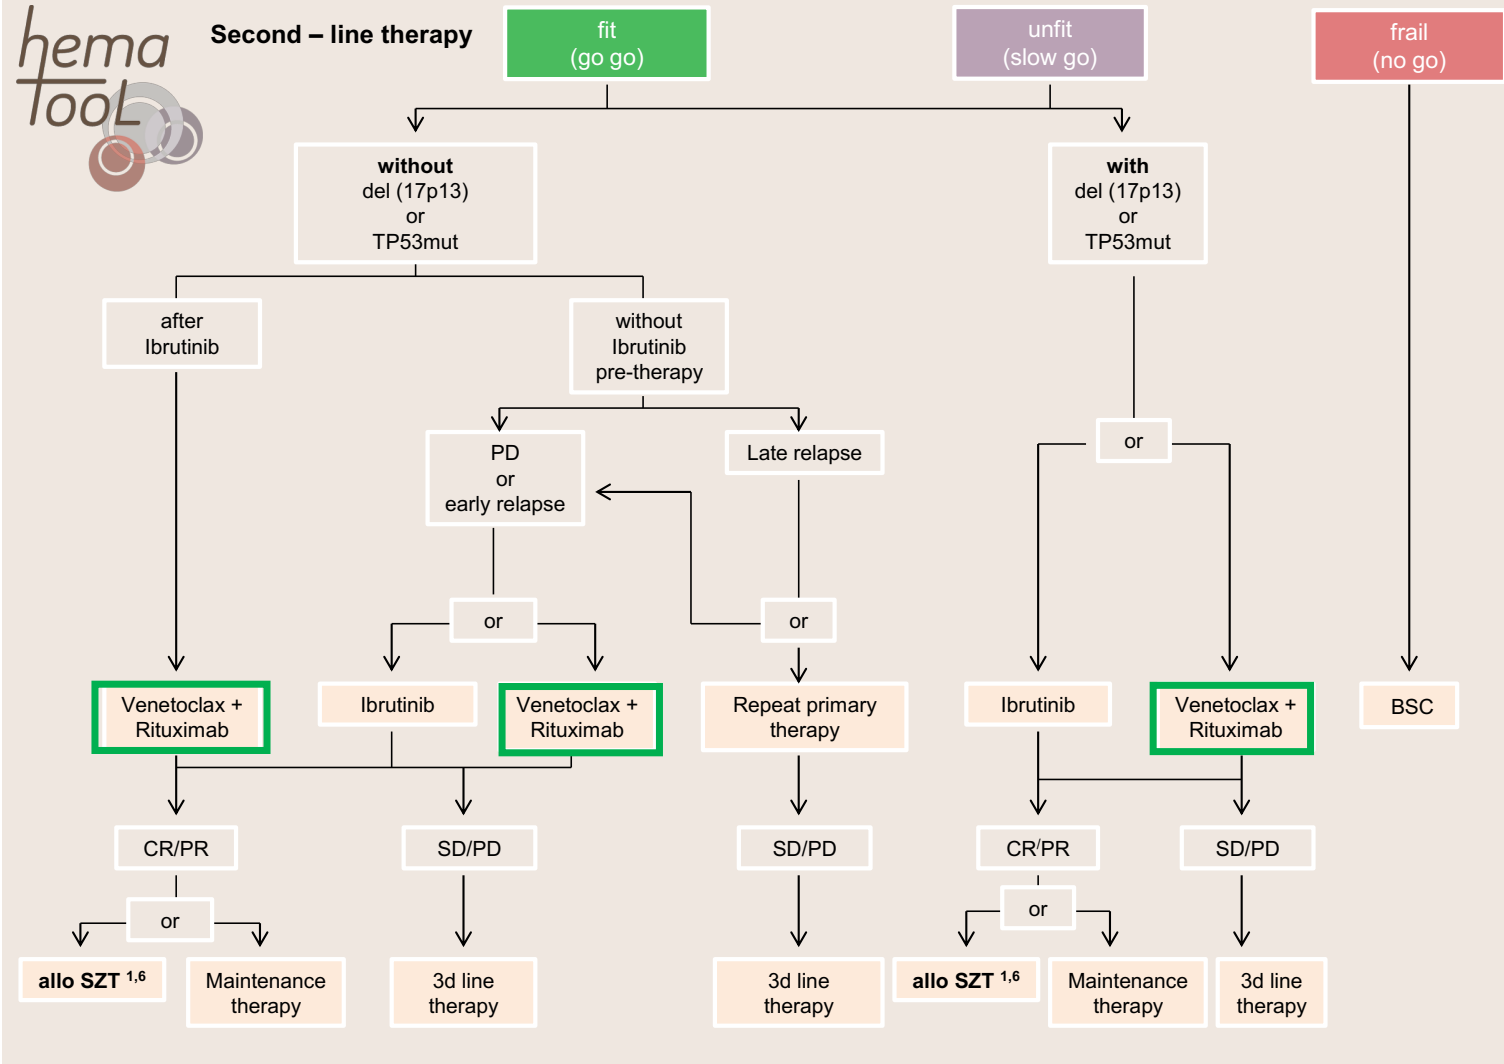 hema
TooL
Second – line therapy
fit
(go go)
unfit
(slow go)
frail
(no go)
without
del (17p13)
or
TP53mut
with
del (17p13)
or
TP53mut
after
Ibrutinib
without
Ibrutinib
pre-therapy
PD
or
early relapse
Late relapse
or
or
or
Venetoclax +
Rituximab
Ibrutinib
Venetoclax +
Rituximab
Repeat primary
therapy
Ibrutinib
Venetoclax +
Rituximab
BSC
CR/PR
SD/PD
SD/PD
CR/PR
SD/PD
or
or
allo SZT 1,6
Maintenance
therapy
3d line
therapy
3d line
therapy
allo SZT 1,6
Maintenance
therapy
3d line
therapy